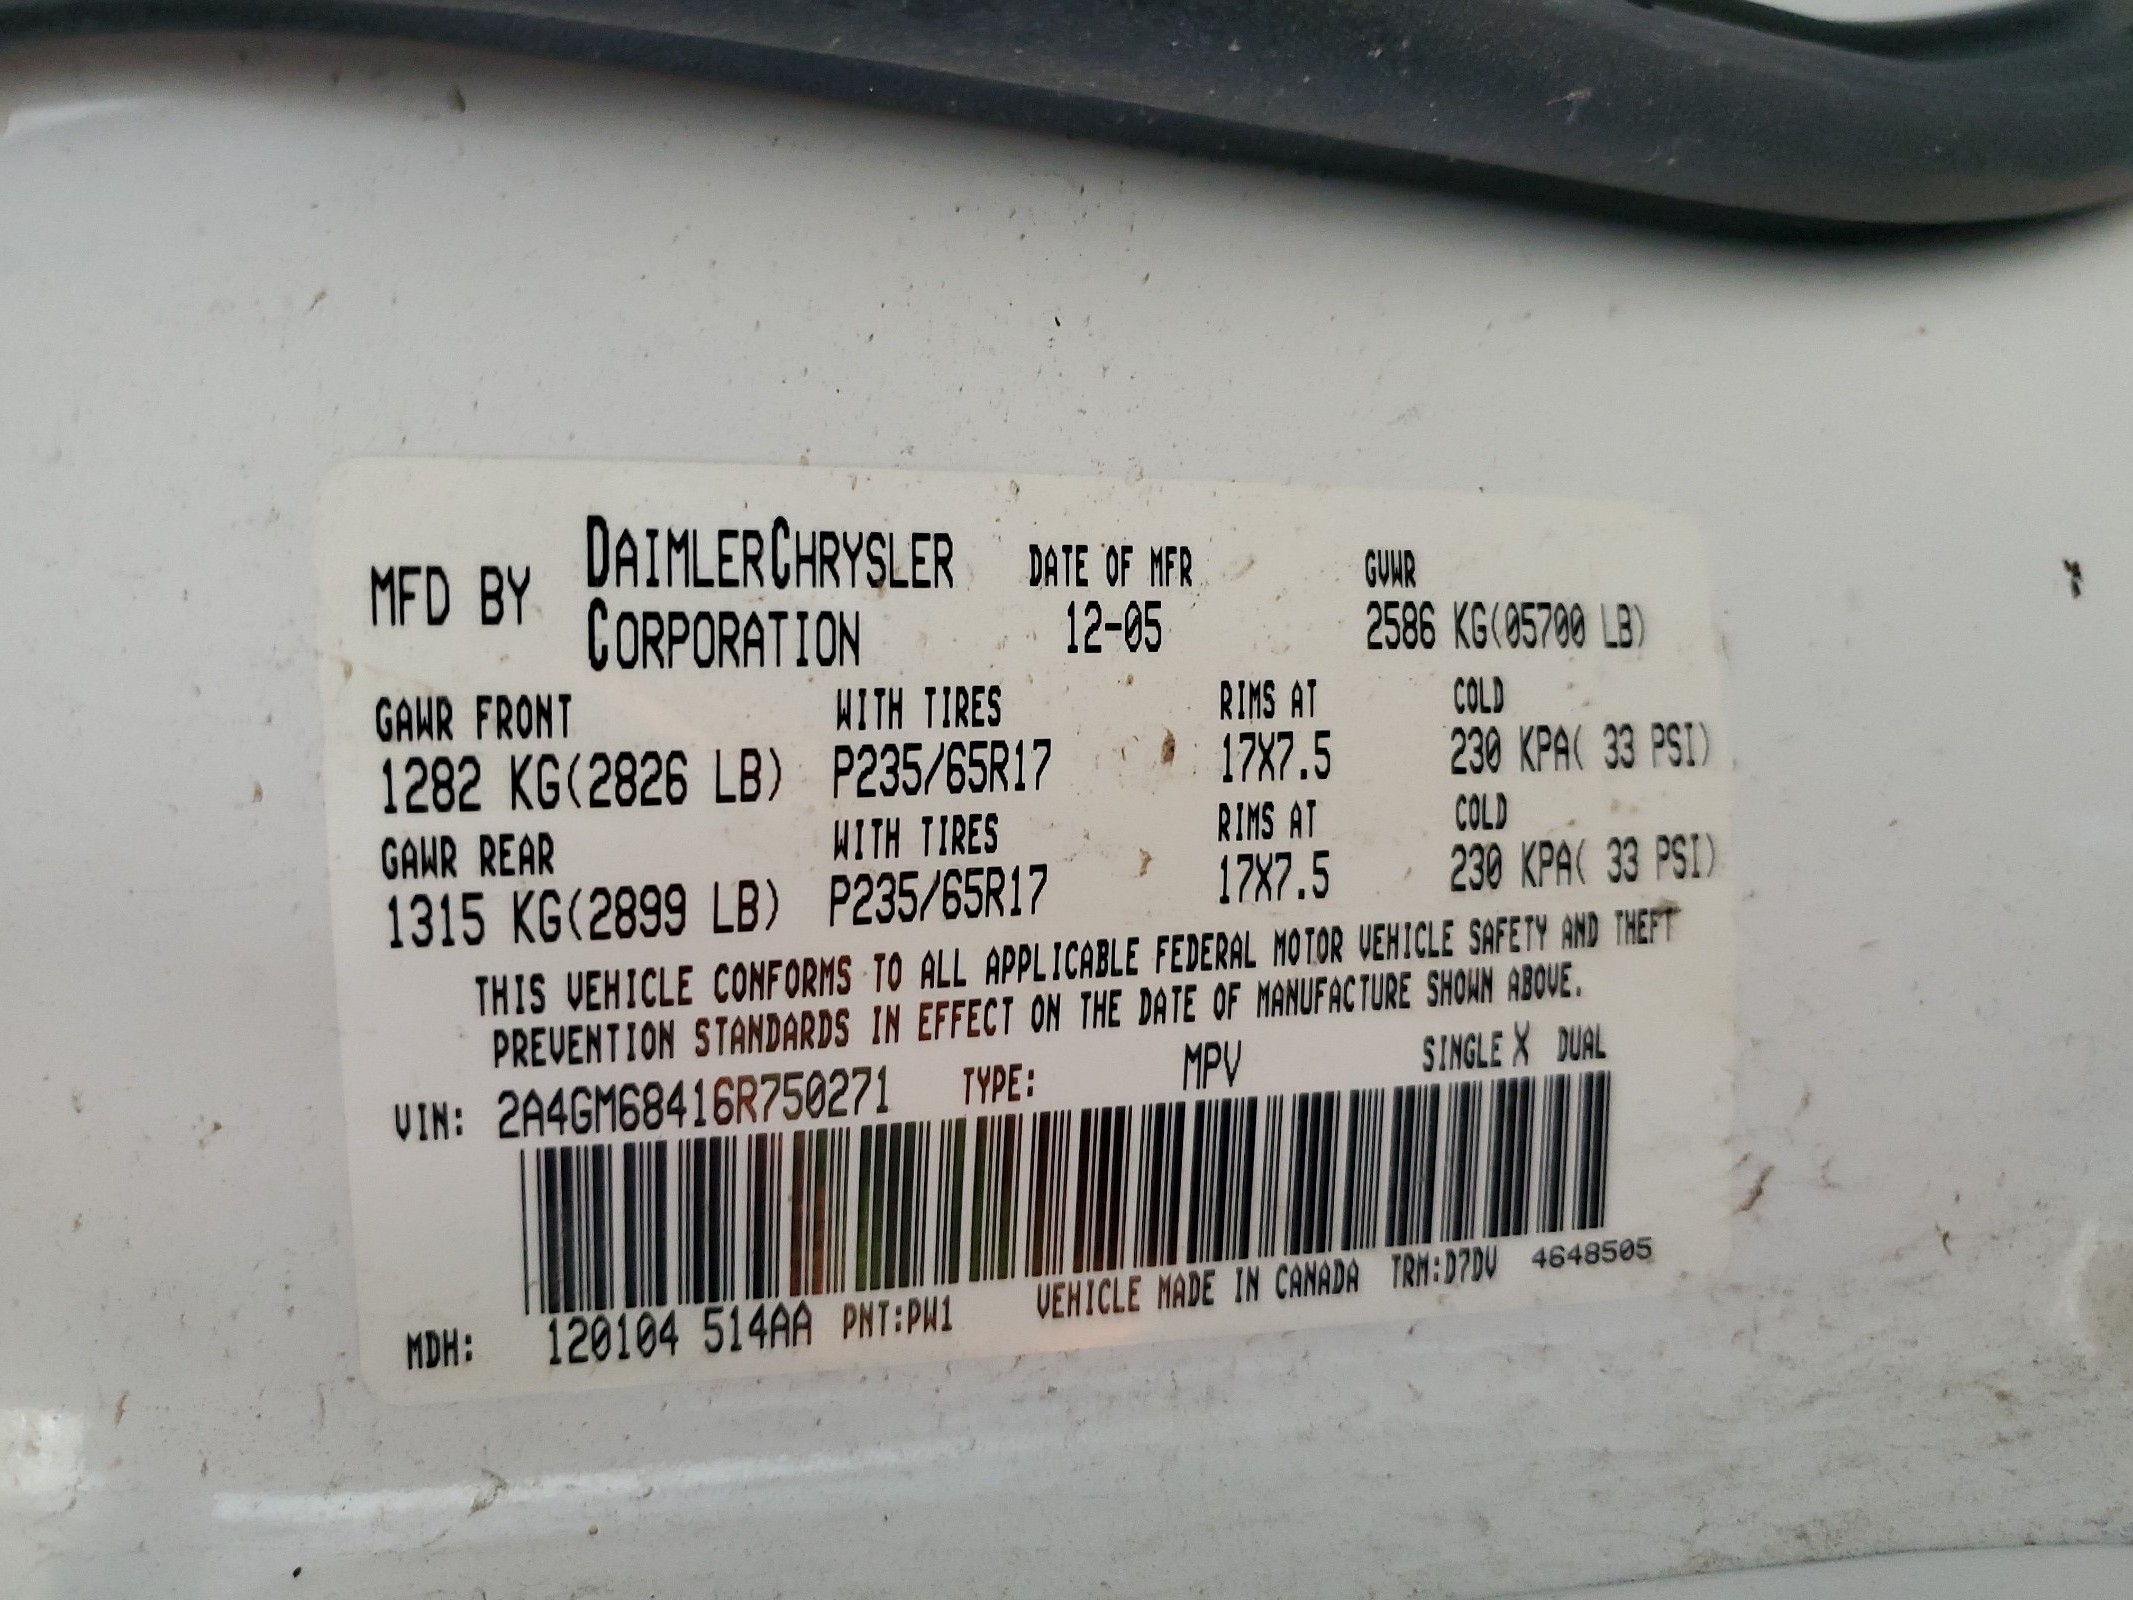 MFD BY DAIMLERCHRYSLER CORPORATION DATE OF MFR 12-05 GVWR 2586 KG(05700 LB)
GAWR FRONT WITH TIRES RIMS AT COLD
1282 KG(2826 LB) P235/65R17 17X7.5 230 KPA( 33 PSI)
GAWR REAR WITH TIRES RIMS AT COLD
1315 KG(2899 LB) P235/65R17 17X7.5 230 KPA( 33 PSI)
THIS VEHICLE CONFORMS TO ALL APPLICABLE FEDERAL MOTOR VEHICLE SAFETY AND THEFT
PREVENTION STANDARDS IN EFFECT ON THE DATE OF MANUFACTURE SHOWN ABOVE.
VIN: 2A4GM68416R750271 TYPE: MPV SINGLE X DUAL
MDH: 120104 514AA PNT:PW1 VEHICLE MADE IN CANADA TRM:D7DV 4648505